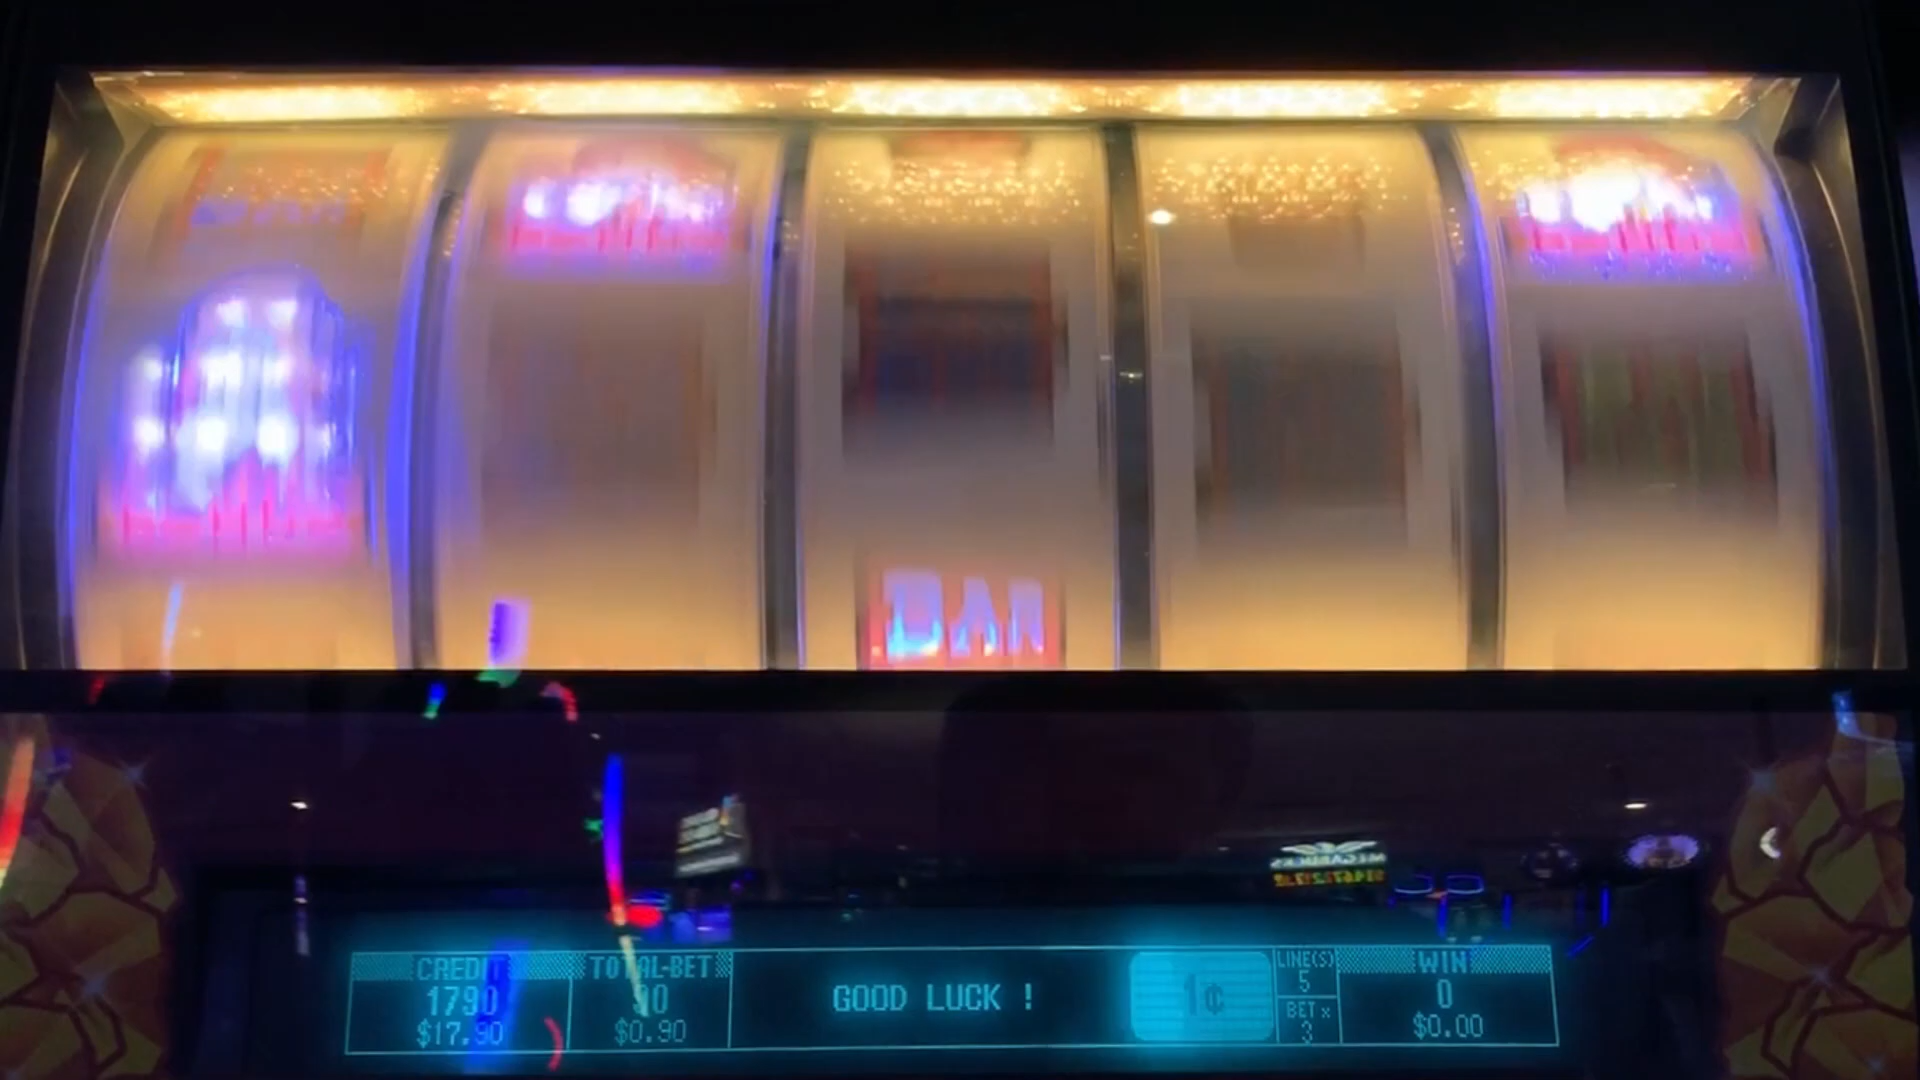 BAR
CREDIT
1790
$17.90
TOTAL-BET
90
$0.90
GOOD LUCK !
1¢
LINE(S)
5
BET x
3
WIN
0
$0.00
MEGABUCKS